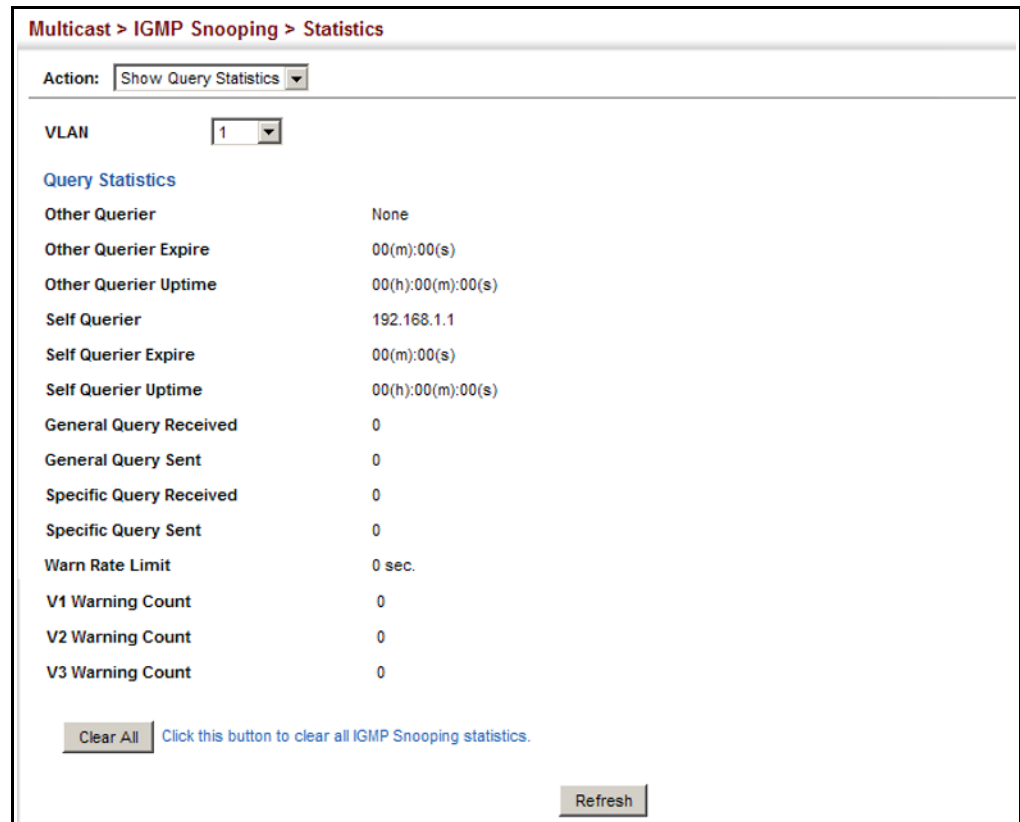 Multicast > IGMP Snooping > Statistics
Action: Show Query Statistics
VLAN 1
Query Statistics
Other Querier None
Other Querier Expire 00(m):00(s)
Other Querier Uptime 00(h):00(m):00(s)
Self Querier 192.168.1.1
Self Querier Expire 00(m):00(s)
Self Querier Uptime 00(h):00(m):00(s)
General Query Received 0
General Query Sent 0
Specific Query Received 0
Specific Query Sent 0
Warn Rate Limit 0 sec.
V1 Warning Count 0
V2 Warning Count 0
V3 Warning Count 0
Clear All Click this button to clear all IGMP Snooping statistics.
Refresh